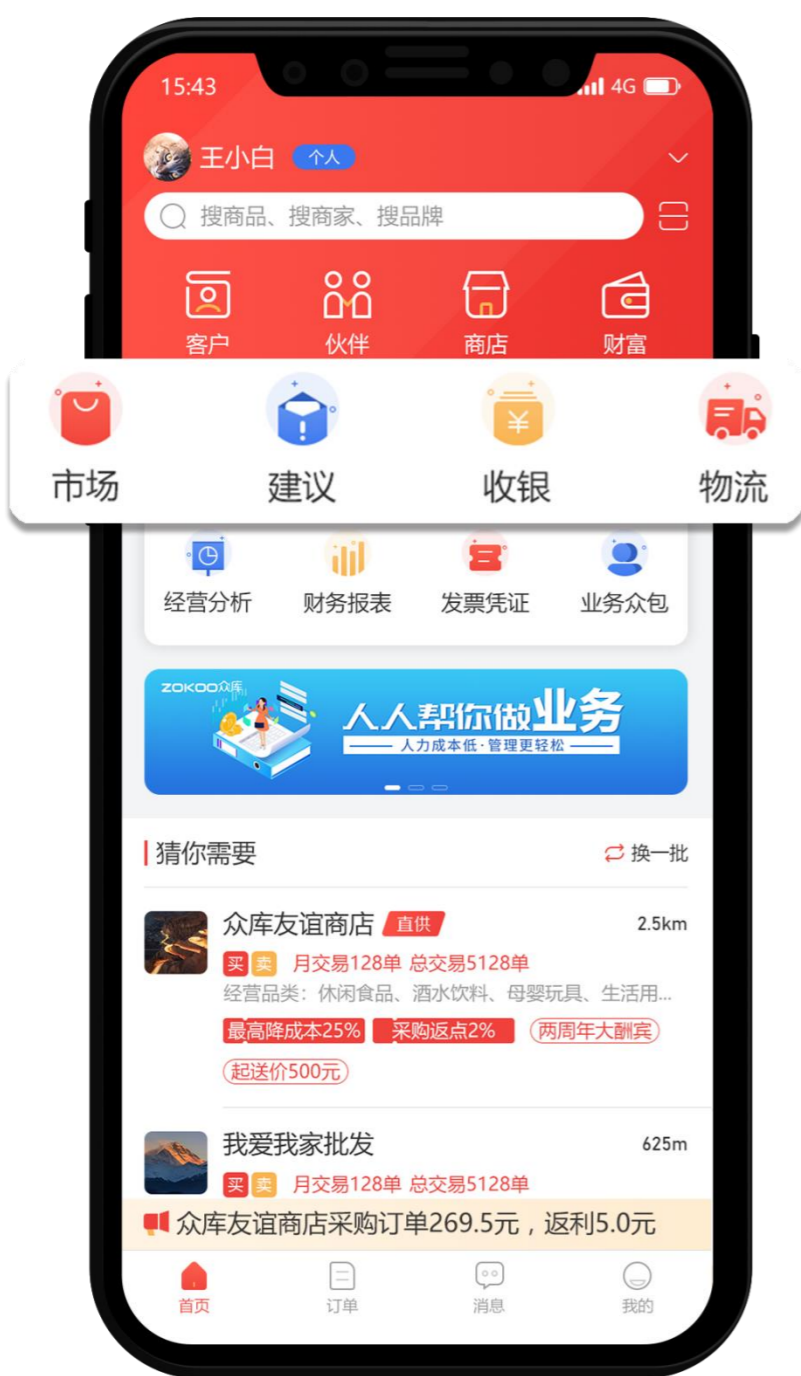 15:43
4G
王小白 个人
搜商品、搜商家、搜品牌
客户 伙伴 商店 财富
市场 建议 收银 物流
经营分析 财务报表 发票凭证 业务众包
ZOKOO众库
人人帮你做业务
人力成本低·管理更轻松
猜你需要 换一批
众库友谊商店 直供 2.5km
买 卖 月交易128单 总交易5128单
经营品类：休闲食品、酒水饮料、母婴玩具、生活用...
最高降成本25% 采购返点2% 两周年大酬宾
起送价500元
我爱我家批发 625m
买 卖 月交易128单 总交易5128单
众库友谊商店采购订单269.5元，返利5.0元
首页 订单 消息 我的